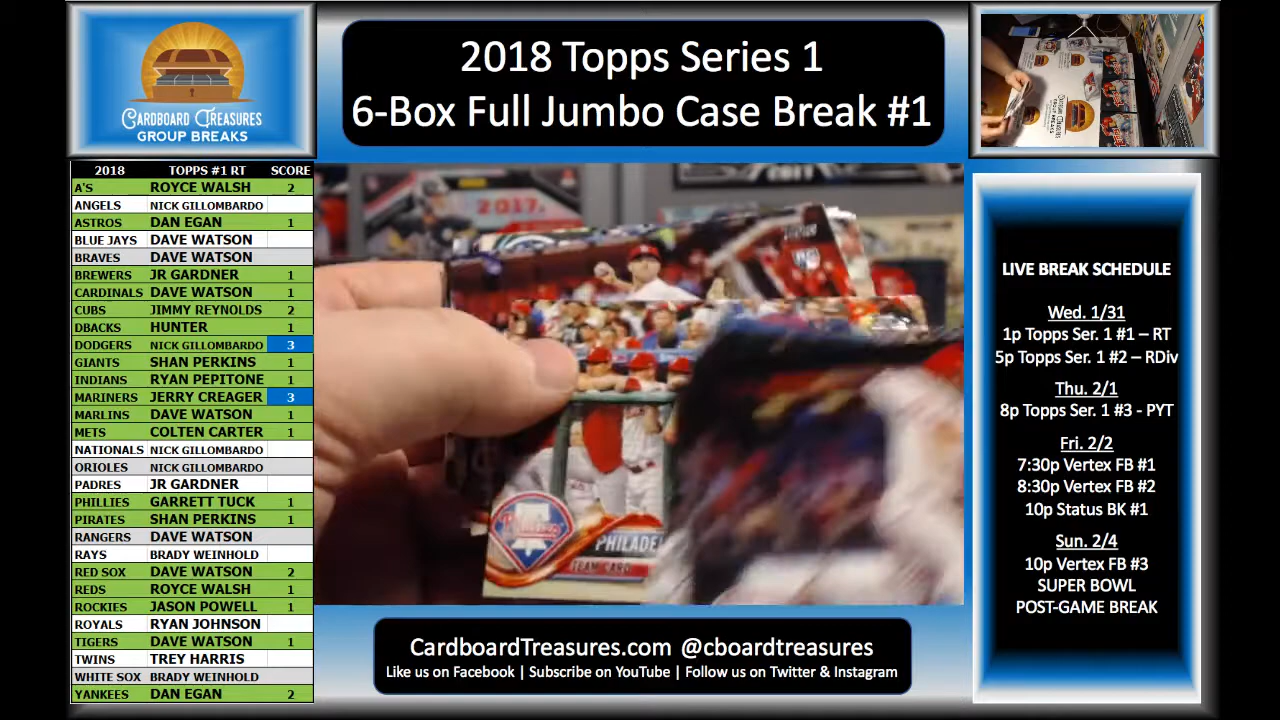 CARDBOARD TREASURES
GROUP BREAKS
2018 Topps Series 1
6-Box Full Jumbo Case Break #1
2018 TOPPS #1 RT SCORE
A'S ROYCE WALSH 2
ANGELS NICK GILLOMBARDO
ASTROS DAN EGAN 1
BLUE JAYS DAVE WATSON
BRAVES DAVE WATSON
BREWERS JR GARDNER 1
CARDINALS DAVE WATSON 1
CUBS JIMMY REYNOLDS 2
DBACKS HUNTER 1
DODGERS NICK GILLOMBARDO 3
GIANTS SHAN PERKINS 1
INDIANS RYAN PEPITONE 1
MARINERS JERRY CREAGER 3
MARLINS DAVE WATSON 1
METS COLTEN CARTER 1
NATIONALS NICK GILLOMBARDO
ORIOLES NICK GILLOMBARDO
PADRES JR GARDNER
PHILLIES GARRETT TUCK 1
PIRATES SHAN PERKINS 1
RANGERS DAVE WATSON
RAYS BRADY WEINHOLD
RED SOX DAVE WATSON 2
REDS ROYCE WALSH 1
ROCKIES JASON POWELL 1
ROYALS RYAN JOHNSON
TIGERS DAVE WATSON 1
TWINS TREY HARRIS
WHITE SOX BRADY WEINHOLD
YANKEES DAN EGAN 2
2017
Phillies
PHILADE
TEAM CARD
LIVE BREAK SCHEDULE
Wed. 1/31
1p Topps Ser. 1 #1 – RT
5p Topps Ser. 1 #2 – RDiv
Thu. 2/1
8p Topps Ser. 1 #3 - PYT
Fri. 2/2
7:30p Vertex FB #1
8:30p Vertex FB #2
10p Status BK #1
Sun. 2/4
10p Vertex FB #3
SUPER BOWL
POST-GAME BREAK
CardboardTreasures.com @cboardtreasures
Like us on Facebook | Subscribe on YouTube | Follow us on Twitter & Instagram